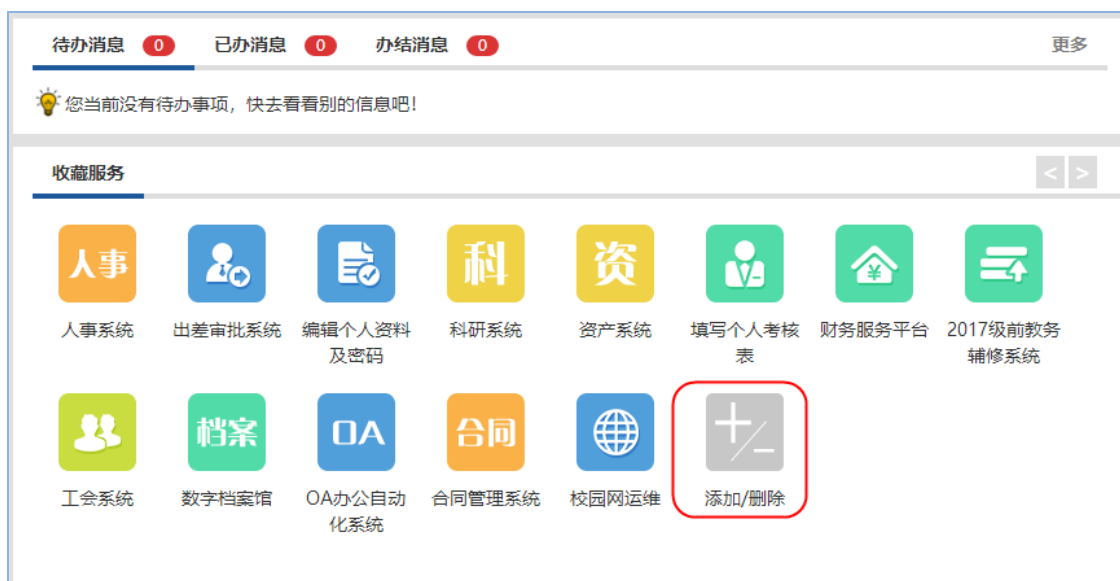 待办消息 0 已办消息 0 办结消息 0 更多
您当前没有待办事项，快去看看别的信息吧！
收藏服务 < >
人事 科 资
人事系统 出差审批系统 编辑个人资料 科研系统 资产系统 填写个人考核 财务服务平台 2017级前教务
及密码 表 辅修系统
档案 OA 合同
工会系统 数字档案馆 OA办公自动 合同管理系统 校园网运维 添加/删除
化系统